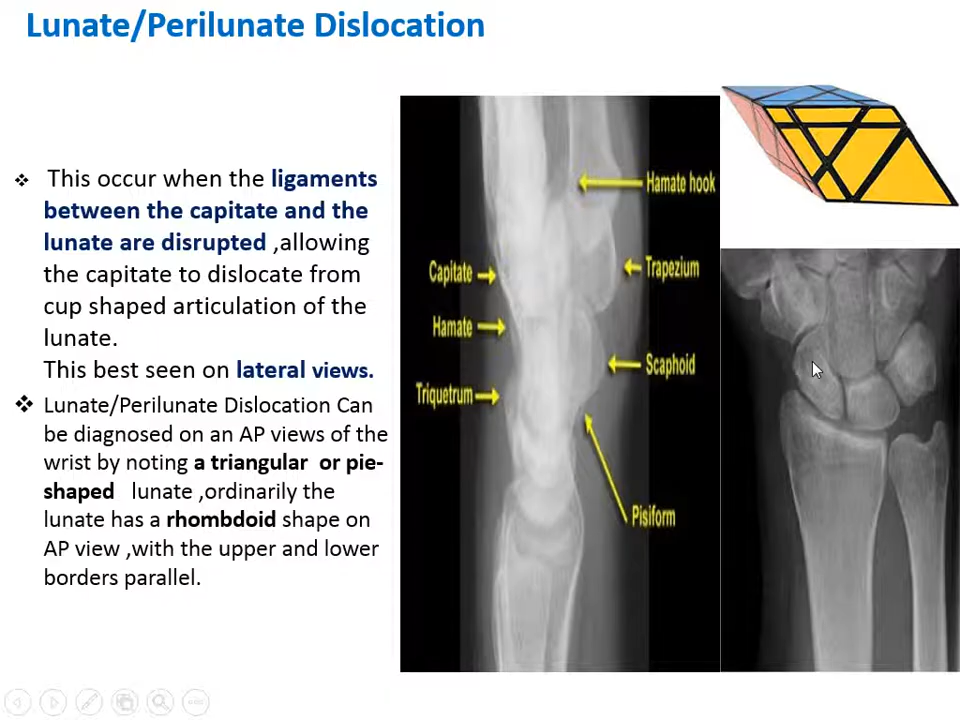 Lunate/Perilunate Dislocation
❖ This occur when the ligaments
between the capitate and the
lunate are disrupted ,allowing
the capitate to dislocate from
cup shaped articulation of the
lunate.
This best seen on lateral views.
❖ Lunate/Perilunate Dislocation Can
be diagnosed on an AP views of the
wrist by noting a triangular or pie-
shaped lunate ,ordinarily the
lunate has a rhombdoid shape on
AP view ,with the upper and lower
borders parallel.
Hamate hook
Capitate
Trapezium
Hamate
Scaphoid
Triquetrum
Pisiform